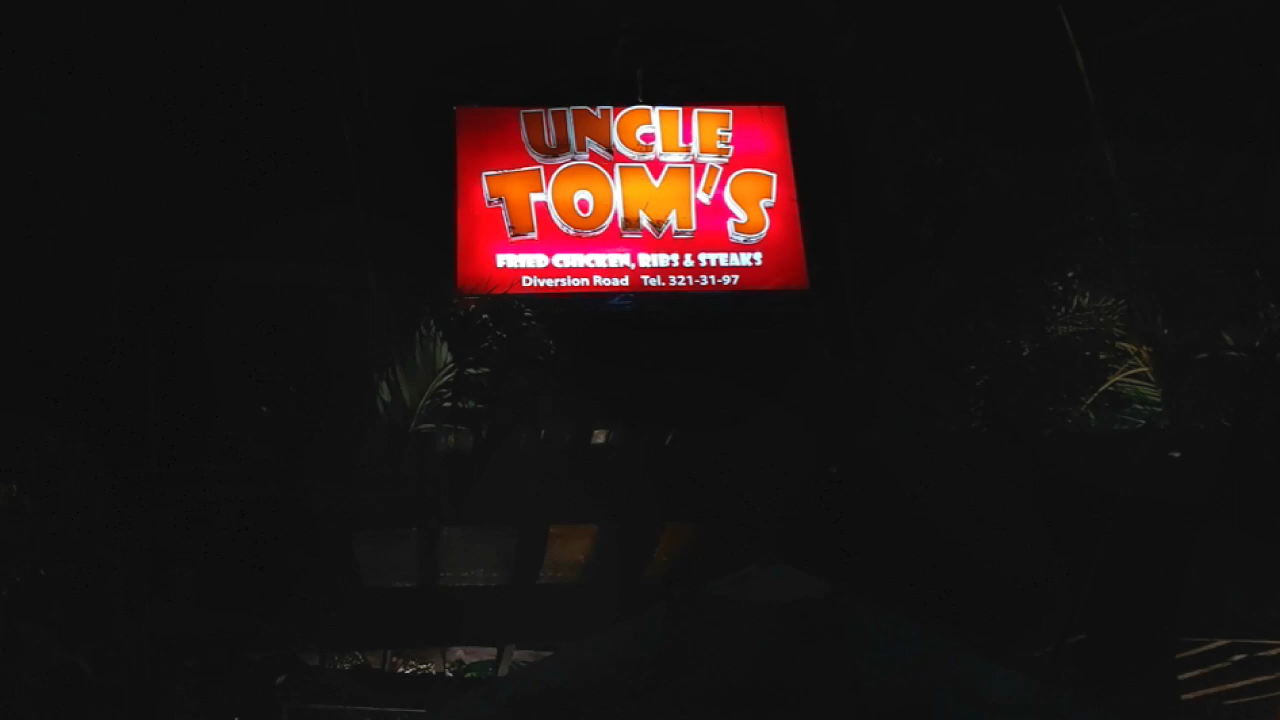 UNCLE
TOM'S
FRIED CHICKEN, RIBS & STEAKS
Diversion Road Tel. 321-31-97